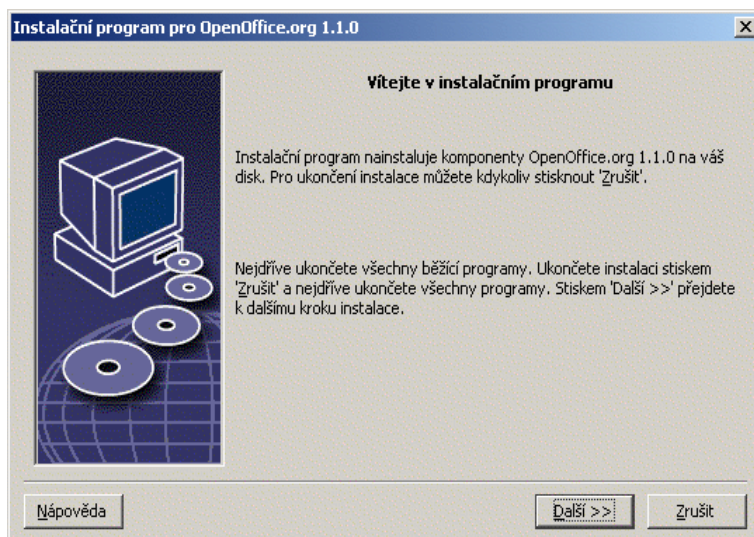 Instalační program pro OpenOffice.org 1.1.0
Vítejte v instalačním programu
Instalační program nainstaluje komponenty OpenOffice.org 1.1.0 na váš
disk. Pro ukončení instalace můžete kdykoliv stisknout 'Zrušit'.
Nejdříve ukončete všechny běžící programy. Ukončete instalaci stiskem
'Zrušit' a nejdříve ukončete všechny programy. Stiskem 'Další >>' přejdete
k dalšímu kroku instalace.
Nápověda
Další >>
Zrušit